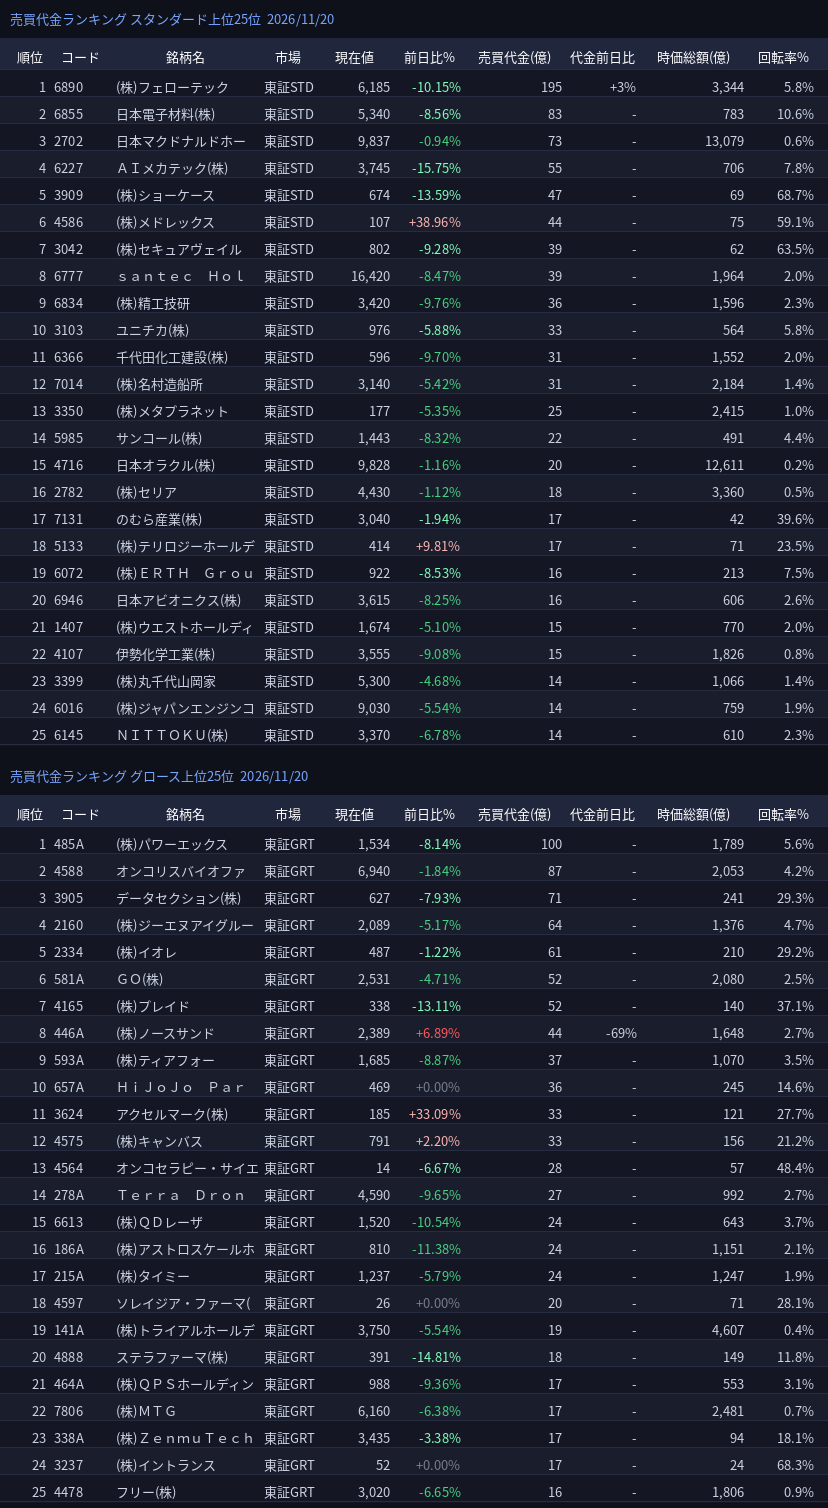 売買代金ランキング スタンダード上位25位 2026/11/20
順位 コード 銘柄名 市場 現在値 前日比% 売買代金(億) 代金前日比 時価総額(億) 回転率%
1 6890 (株)フェローテック 東証STD 6,185 -10.15% 195 +3% 3,344 5.8%
2 6855 日本電子材料(株) 東証STD 5,340 -8.56% 83 - 783 10.6%
3 2702 日本マクドナルドホー 東証STD 9,837 -0.94% 73 - 13,079 0.6%
4 6227 ＡＩメカテック(株) 東証STD 3,745 -15.75% 55 - 706 7.8%
5 3909 (株)ショーケース 東証STD 674 -13.59% 47 - 69 68.7%
6 4586 (株)メドレックス 東証STD 107 +38.96% 44 - 75 59.1%
7 3042 (株)セキュアヴェイル 東証STD 802 -9.28% 39 - 62 63.5%
8 6777 ｓａｎｔｅｃ　Ｈｏｌ 東証STD 16,420 -8.47% 39 - 1,964 2.0%
9 6834 (株)精工技研 東証STD 3,420 -9.76% 36 - 1,596 2.3%
10 3103 ユニチカ(株) 東証STD 976 -5.88% 33 - 564 5.8%
11 6366 千代田化工建設(株) 東証STD 596 -9.70% 31 - 1,552 2.0%
12 7014 (株)名村造船所 東証STD 3,140 -5.42% 31 - 2,184 1.4%
13 3350 (株)メタプラネット 東証STD 177 -5.35% 25 - 2,415 1.0%
14 5985 サンコール(株) 東証STD 1,443 -8.32% 22 - 491 4.4%
15 4716 日本オラクル(株) 東証STD 9,828 -1.16% 20 - 12,611 0.2%
16 2782 (株)セリア 東証STD 4,430 -1.12% 18 - 3,360 0.5%
17 7131 のむら産業(株) 東証STD 3,040 -1.94% 17 - 42 39.6%
18 5133 (株)テリロジーホールデ 東証STD 414 +9.81% 17 - 71 23.5%
19 6072 (株)ＥＲＴＨ　Ｇｒｏｕ 東証STD 922 -8.53% 16 - 213 7.5%
20 6946 日本アビオニクス(株) 東証STD 3,615 -8.25% 16 - 606 2.6%
21 1407 (株)ウエストホールディ 東証STD 1,674 -5.10% 15 - 770 2.0%
22 4107 伊勢化学工業(株) 東証STD 3,555 -9.08% 15 - 1,826 0.8%
23 3399 (株)丸千代山岡家 東証STD 5,300 -4.68% 14 - 1,066 1.4%
24 6016 (株)ジャパンエンジンコ 東証STD 9,030 -5.54% 14 - 759 1.9%
25 6145 ＮＩＴＴＯＫＵ(株) 東証STD 3,370 -6.78% 14 - 610 2.3%
売買代金ランキング グロース上位25位 2026/11/20
順位 コード 銘柄名 市場 現在値 前日比% 売買代金(億) 代金前日比 時価総額(億) 回転率%
1 485A (株)パワーエックス 東証GRT 1,534 -8.14% 100 - 1,789 5.6%
2 4588 オンコリスバイオファ 東証GRT 6,940 -1.84% 87 - 2,053 4.2%
3 3905 データセクション(株) 東証GRT 627 -7.93% 71 - 241 29.3%
4 2160 (株)ジーエヌアイグルー 東証GRT 2,089 -5.17% 64 - 1,376 4.7%
5 2334 (株)イオレ 東証GRT 487 -1.22% 61 - 210 29.2%
6 581A ＧＯ(株) 東証GRT 2,531 -4.71% 52 - 2,080 2.5%
7 4165 (株)プレイド 東証GRT 338 -13.11% 52 - 140 37.1%
8 446A (株)ノースサンド 東証GRT 2,389 +6.89% 44 -69% 1,648 2.7%
9 593A (株)ティアフォー 東証GRT 1,685 -8.87% 37 - 1,070 3.5%
10 657A ＨｉＪｏＪｏ　Ｐａｒ 東証GRT 469 +0.00% 36 - 245 14.6%
11 3624 アクセルマーク(株) 東証GRT 185 +33.09% 33 - 121 27.7%
12 4575 (株)キャンバス 東証GRT 791 +2.20% 33 - 156 21.2%
13 4564 オンコセラピー・サイエ 東証GRT 14 -6.67% 28 - 57 48.4%
14 278A Ｔｅｒｒａ　Ｄｒｏｎ 東証GRT 4,590 -9.65% 27 - 992 2.7%
15 6613 (株)ＱＤレーザ 東証GRT 1,520 -10.54% 24 - 643 3.7%
16 186A (株)アストロスケールホ 東証GRT 810 -11.38% 24 - 1,151 2.1%
17 215A (株)タイミー 東証GRT 1,237 -5.79% 24 - 1,247 1.9%
18 4597 ソレイジア・ファーマ( 東証GRT 26 +0.00% 20 - 71 28.1%
19 141A (株)トライアルホールデ 東証GRT 3,750 -5.54% 19 - 4,607 0.4%
20 4888 ステラファーマ(株) 東証GRT 391 -14.81% 18 - 149 11.8%
21 464A (株)ＱＰＳホールディン 東証GRT 988 -9.36% 17 - 553 3.1%
22 7806 (株)ＭＴＧ 東証GRT 6,160 -6.38% 17 - 2,481 0.7%
23 338A (株)ＺｅｎｍｕＴｅｃｈ 東証GRT 3,435 -3.38% 17 - 94 18.1%
24 3237 (株)イントランス 東証GRT 52 +0.00% 17 - 24 68.3%
25 4478 フリー(株) 東証GRT 3,020 -6.65% 16 - 1,806 0.9%